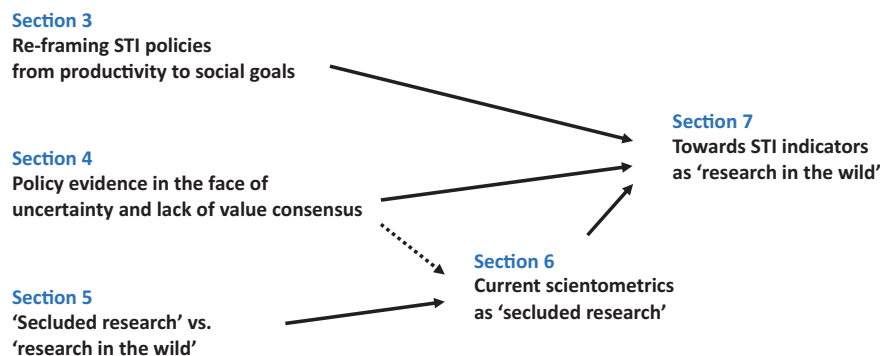 Section 3
Re-framing STI policies
from productivity to social goals
Section 4
Policy evidence in the face of
uncertainty and lack of value consensus
Section 5
‘Secluded research’ vs.
‘research in the wild’
Section 6
Current scientometrics
as ‘secluded research’
Section 7
Towards STI indicators
as ‘research in the wild’